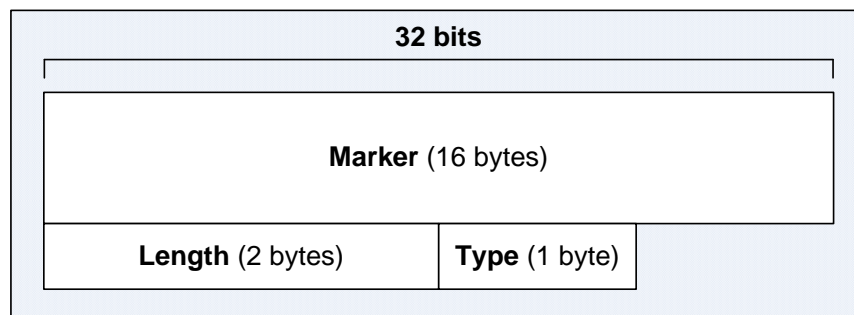 32 bits
Marker (16 bytes)
Length (2 bytes) Type (1 byte)